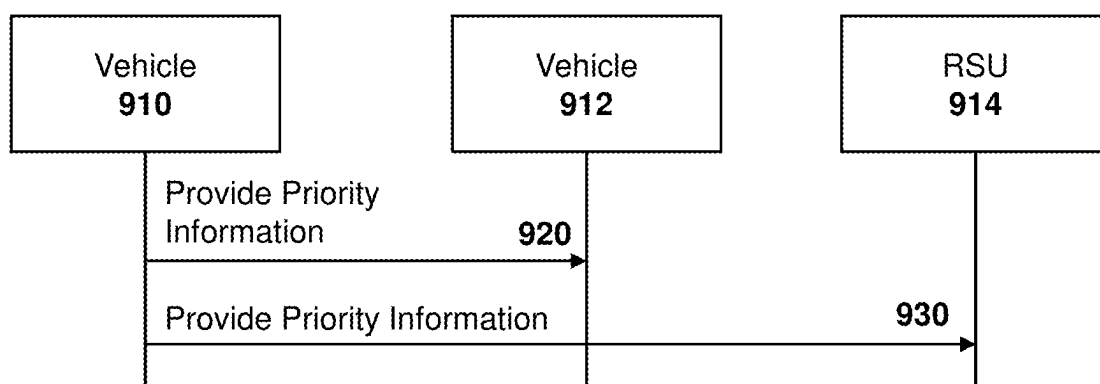 Vehicle
910
Vehicle
912
RSU
914
Provide Priority
Information
920
Provide Priority Information
930